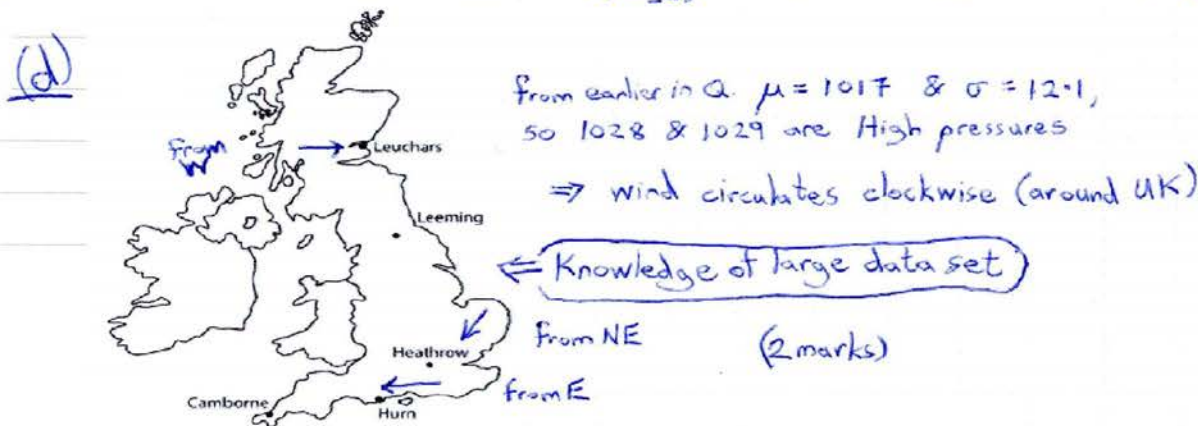 (d)
from earlier in Q. μ = 1017 & σ = 12.1,
so 1028 & 1029 are High pressures
From
W
Leuchars
⇒ wind circulates clockwise (around UK)
Leeming
⇐ Knowledge of large data set
From NE
(2 marks)
Heathrow
From E
Camborne
Hurn